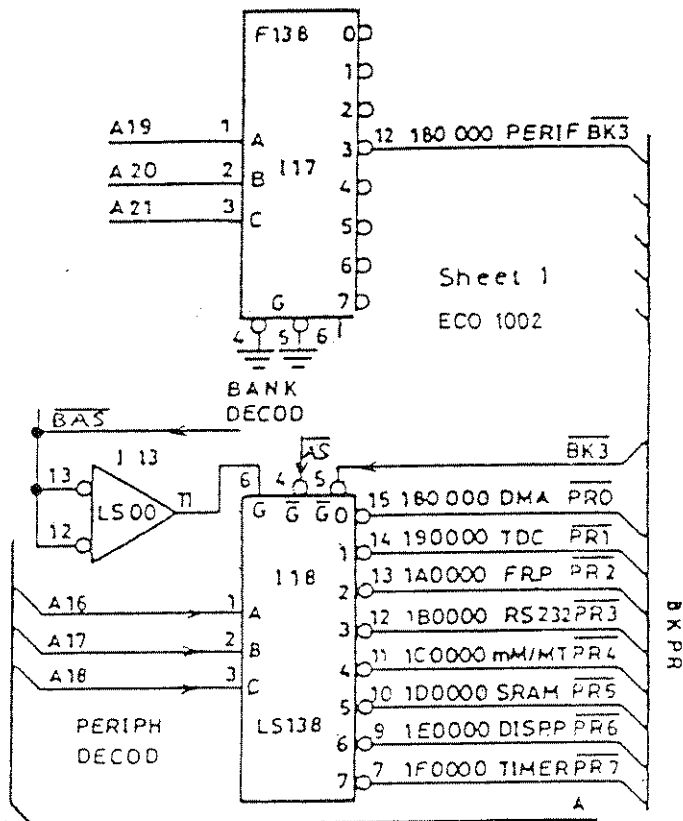 F138
0
1
2
A19 1 A
3 12 180 000 PERIF BK3
A20 2 B
I17
4
A21 3 C
5
6
7
G
4 5 6
Sheet 1
ECO 1002
BANK
DECOD
BAS
I 13
13
12
LS00
11
AS
BK3
6 4 5
G G G
0 15 180 000 DMA PR0
1 14 190000 TDC PR1
I18
2 13 1A0000 FRP PR2
A16 1 A
3 12 1B0000 RS232 PR3
A17 2 B
4 11 1C0000 mM/MT PR4
A18 3 C
5 10 1D0000 SRAM PR5
PERIPH
DECOD
LS138
6 9 1E0000 DISPP PR6
7 7 1F0000 TIMER PR7
BKPR
A